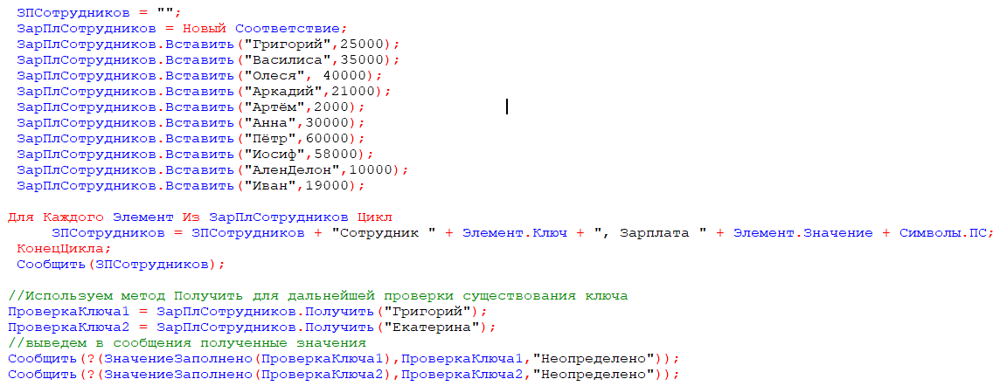 ЗПСотрудников = "";
ЗарПлСотрудников = Новый Соответствие;
ЗарПлСотрудников.Вставить("Григорий",25000);
ЗарПлСотрудников.Вставить("Василиса",35000);
ЗарПлСотрудников.Вставить("Олеся", 40000);
ЗарПлСотрудников.Вставить("Аркадий",21000);
ЗарПлСотрудников.Вставить("Артём",2000);
ЗарПлСотрудников.Вставить("Анна",30000);
ЗарПлСотрудников.Вставить("Пётр",60000);
ЗарПлСотрудников.Вставить("Иосиф",58000);
ЗарПлСотрудников.Вставить("АленДелон",10000);
ЗарПлСотрудников.Вставить("Иван",19000);
Для Каждого Элемент Из ЗарПлСотрудников Цикл
ЗПСотрудников = ЗПСотрудников + "Сотрудник " + Элемент.Ключ + ", Зарплата " + Элемент.Значение + Символы.ПС;
КонецЦикла;
Сообщить(ЗПСотрудников);
//Используем метод Получить для дальнейшей проверки существования ключа
ПроверкаКлюча1 = ЗарПлСотрудников.Получить("Григорий");
ПроверкаКлюча2 = ЗарПлСотрудников.Получить("Екатерина");
//выведем в сообщения полученные значения
Сообщить(?(ЗначениеЗаполнено(ПроверкаКлюча1),ПроверкаКлюча1,"Неопределено"));
Сообщить(?(ЗначениеЗаполнено(ПроверкаКлюча2),ПроверкаКлюча2,"Неопределено"));